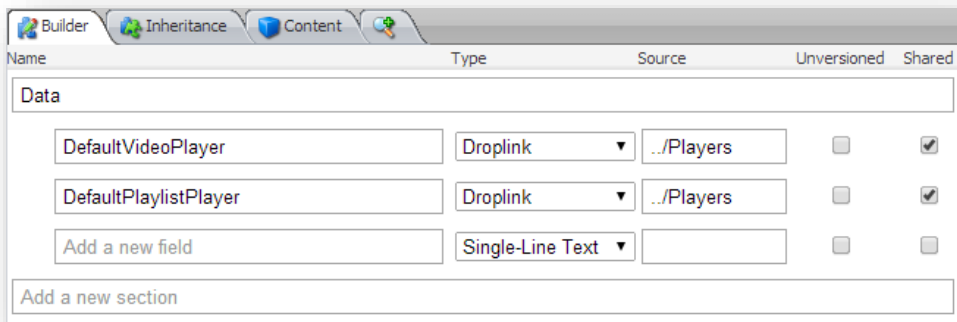 Builder Inheritance Content
Name Type Source Unversioned Shared
Data
DefaultVideoPlayer Droplink ../Players
DefaultPlaylistPlayer Droplink ../Players
Add a new field Single-Line Text
Add a new section